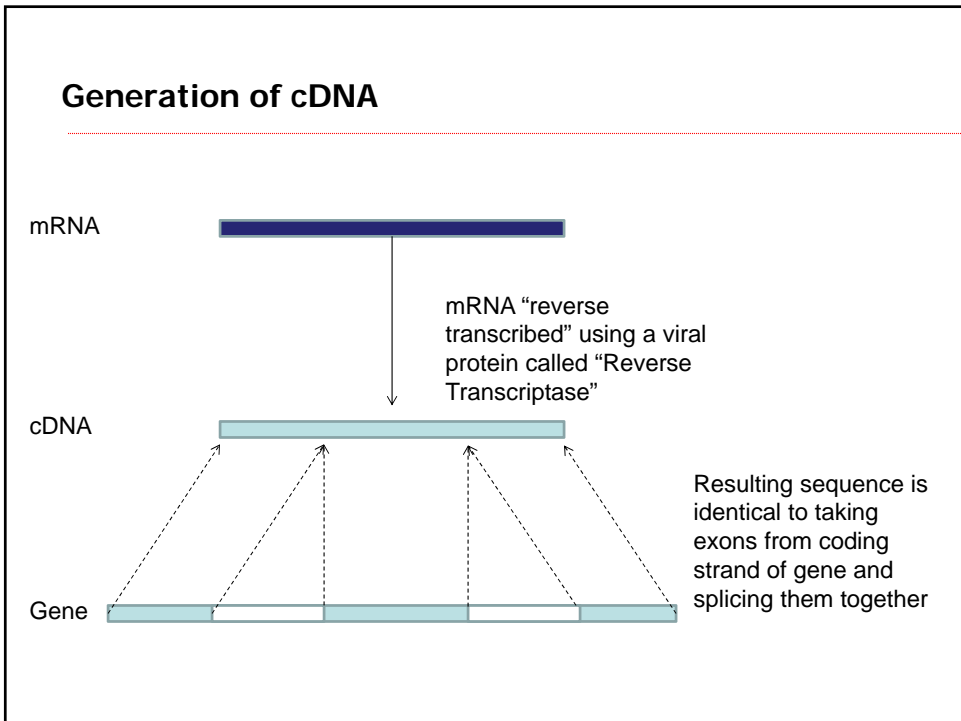 Generation of cDNA
mRNA
mRNA “reverse
transcribed” using a viral
protein called “Reverse
Transcriptase”
cDNA
Resulting sequence is
identical to taking
exons from coding
strand of gene and
splicing them together
Gene